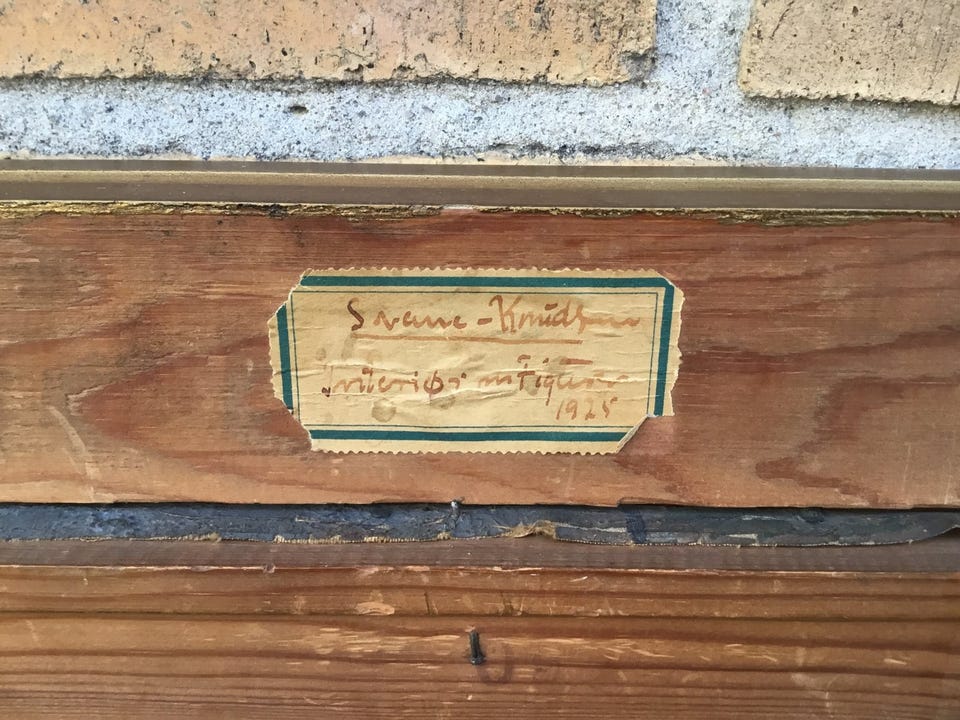 Svane-Knudsen
Interiør m Figurer
1925